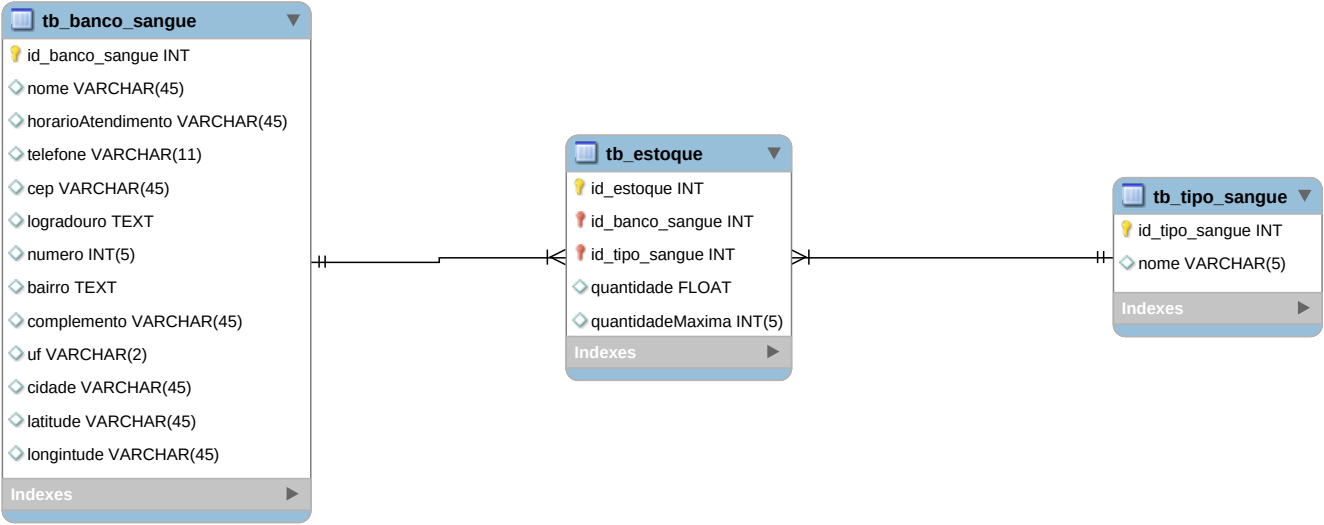 tb_banco_sangue
id_banco_sangue INT
nome VARCHAR(45)
horarioAtendimento VARCHAR(45)
telefone VARCHAR(11)
cep VARCHAR(45)
logradouro TEXT
numero INT(5)
bairro TEXT
complemento VARCHAR(45)
uf VARCHAR(2)
cidade VARCHAR(45)
latitude VARCHAR(45)
longintude VARCHAR(45)
Indexes
tb_estoque
id_estoque INT
id_banco_sangue INT
id_tipo_sangue INT
quantidade FLOAT
quantidadeMaxima INT(5)
Indexes
tb_tipo_sangue
id_tipo_sangue INT
nome VARCHAR(5)
Indexes